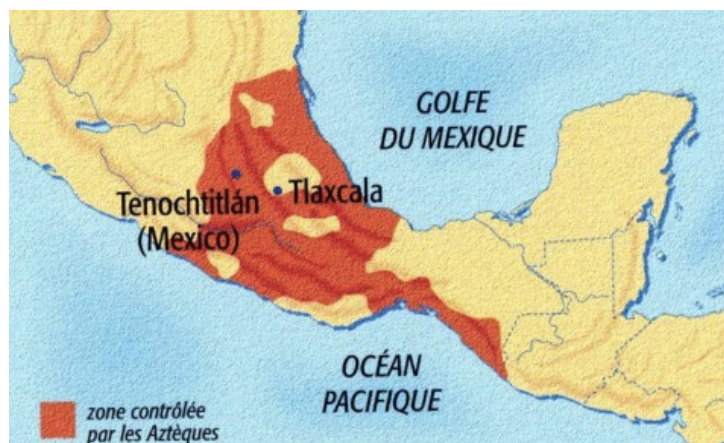 GOLFE
DU MEXIQUE
Tlaxcala
Tenochtitlán
(Mexico)
OCÉAN
PACIFIQUE
zone contrôlée
par les Aztèques